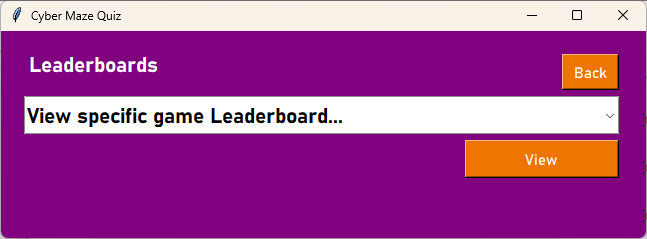 Cyber Maze Quiz
Leaderboards
Back
View specific game Leaderboard...
View